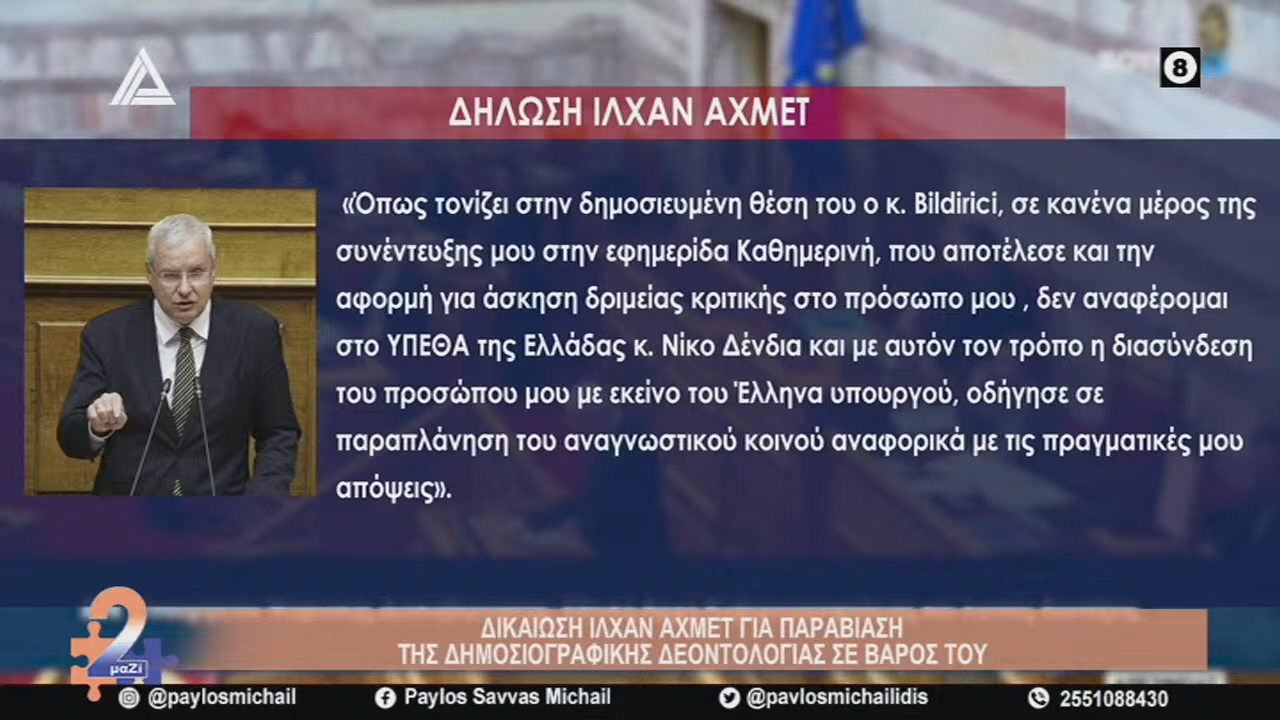 8
ΔΗΛΩΣΗ ΙΛΧΑΝ ΑΧΜΕΤ
«Όπως τονίζει στην δημοσιευμένη θέση του ο κ. Bildirici, σε κανένα μέρος της
συνέντευξης μου στην εφημερίδα Καθημερινή, που αποτέλεσε και την
αφορμή για άσκηση δριμείας κριτικής στο πρόσωπο μου , δεν αναφέρομαι
στο ΥΠΕΘΑ της Ελλάδας κ. Νίκο Δένδια και με αυτόν τον τρόπο η διασύνδεση
του προσώπου μου με εκείνο του Έλληνα υπουργού, οδήγησε σε
παραπλάνηση του αναγνωστικού κοινού αναφορικά με τις πραγματικές μου
απόψεις».
2
μαζί
ΔΙΚΑΙΩΣΗ ΙΛΧΑΝ ΑΧΜΕΤ ΓΙΑ ΠΑΡΑΒΙΑΣΗ
ΤΗΣ ΔΗΜΟΣΙΟΓΡΑΦΙΚΗΣ ΔΕΟΝΤΟΛΟΓΙΑΣ ΣΕ ΒΑΡΟΣ ΤΟΥ
@paylosmichail Paylos Savvas Michail @pavlosmichailidis 2551088430